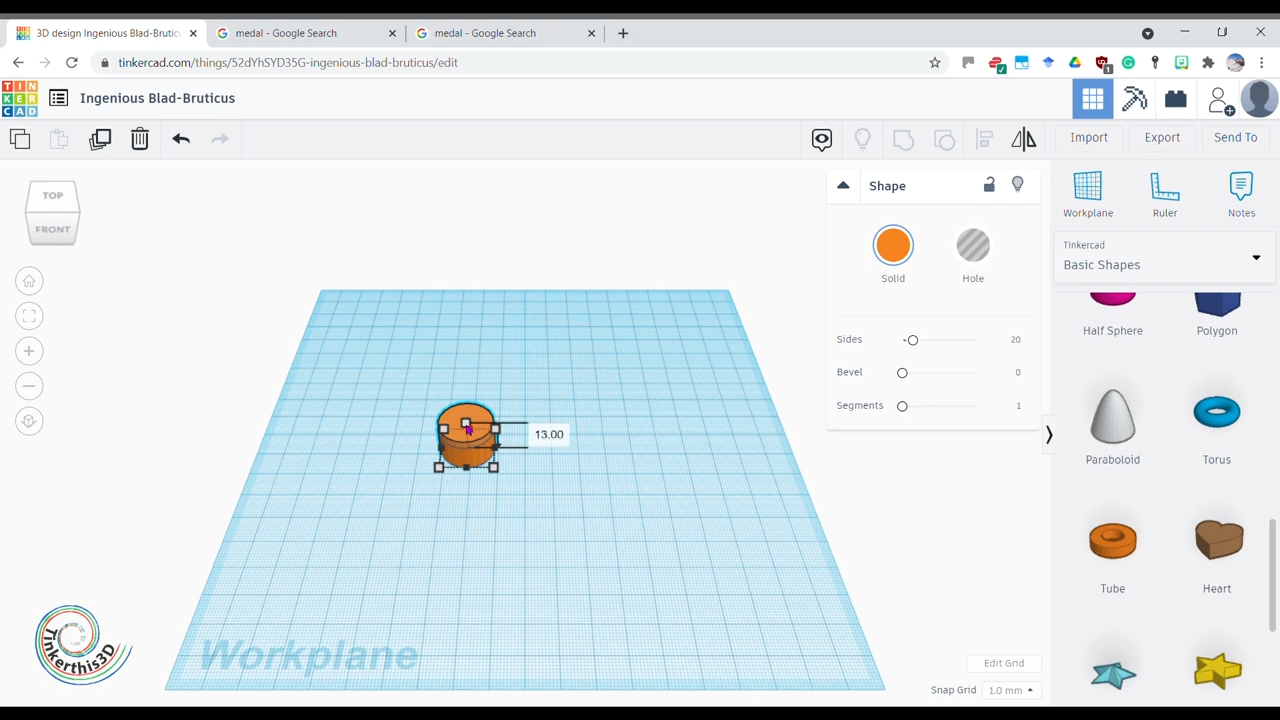 3D design Ingenious Blad-Brutic
medal - Google Search
medal - Google Search
tinkercad.com/things/52dYhSYD35G-ingenious-blad-bruticus/edit
1
TIN
KER
CAD
Ingenious Blad-Bruticus
Import
Export
Send To
TOP
FRONT
Shape
Solid
Hole
Sides
20
Bevel
0
Segments
1
Workplane
Ruler
Notes
Tinkercad
Basic Shapes
Half Sphere
Polygon
Paraboloid
Torus
Tube
Heart
13.00
Workplane
Tinkerthis3D
Edit Grid
Snap Grid
1.0 mm